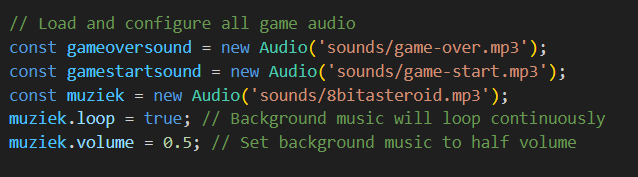 // Load and configure all game audio
const gameoversound = new Audio('sounds/game-over.mp3');
const gamestartsound = new Audio('sounds/game-start.mp3');
const muziek = new Audio('sounds/8bitasteroid.mp3');
muziek.loop = true; // Background music will loop continuously
muziek.volume = 0.5; // Set background music to half volume